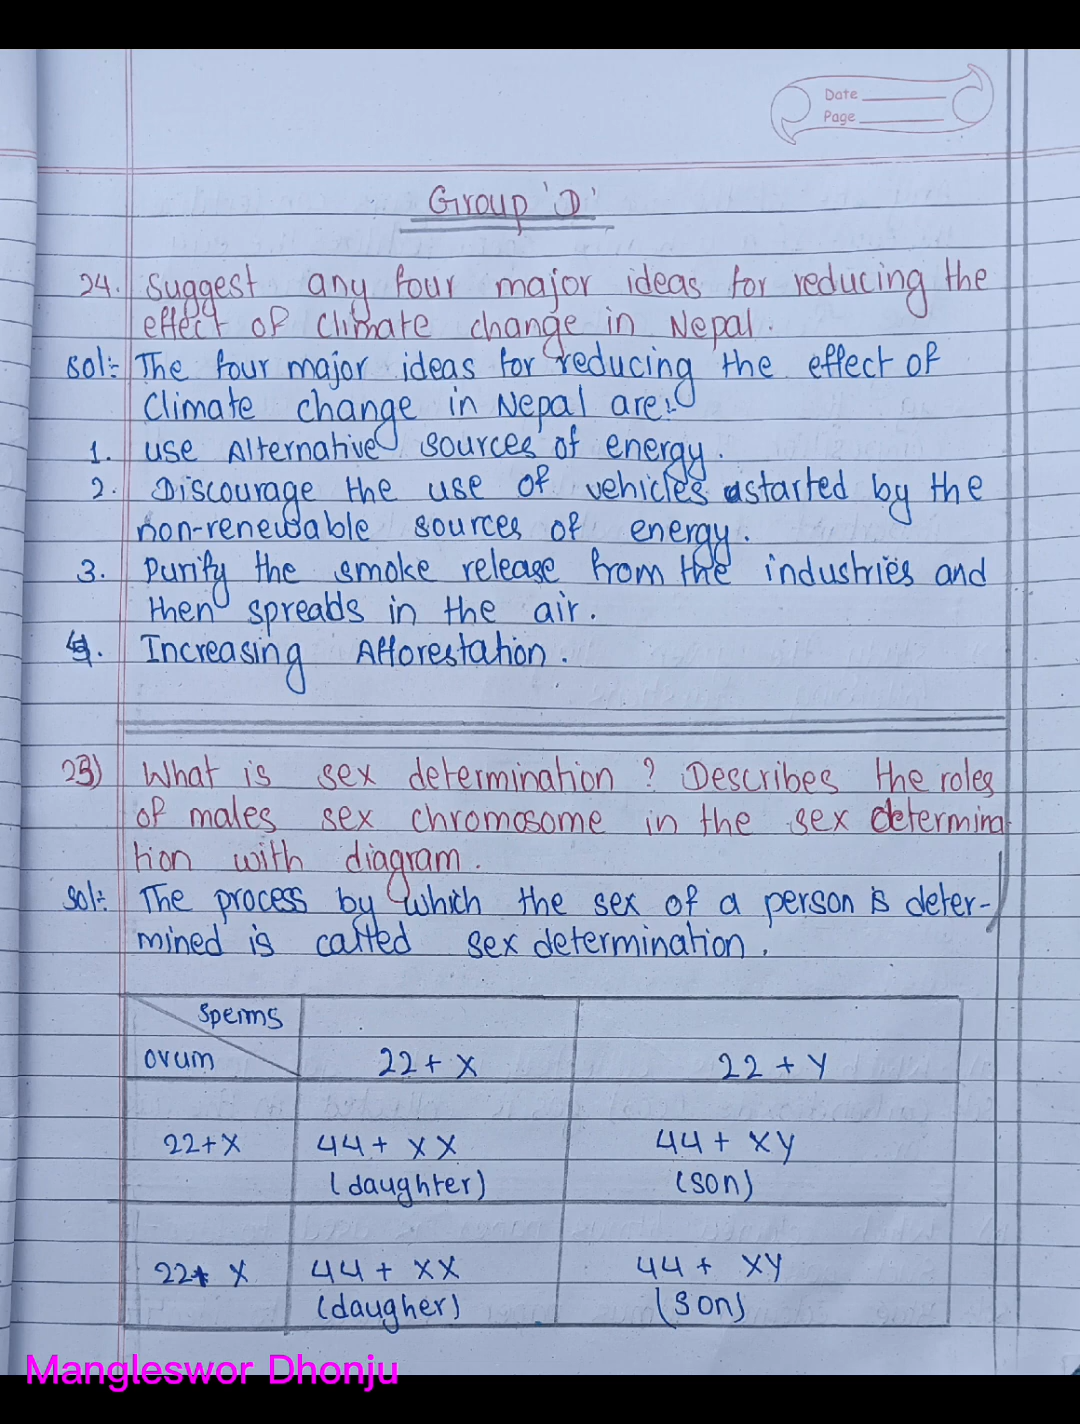 Date
Page
Group 'D'
24. Suggest any four major ideas for reducing the
effect of climate change in Nepal.
Sol:- The four major ideas for reducing the effect of
climate change in Nepal are:-
1. use Alternative sources of energy.
2. Discourage the use of vehicles started by the
non-renewable sources of energy.
3. Purify the smoke release from the industries and
then spreads in the air.
4. Increasing Afforestation.
25) What is sex determination? Describes the roles
of males sex chromosome in the sex determina
tion with diagram.
Sol:- The process by which the sex of a person is deter-
mined is called sex determination.
Sperms
ovum 22 + X 22 + Y
22+X 44 + XX 44 + XY
(daughter) (son)
22+ X 44 + XX 44 + XY
(daugher) (son)
Mangleswor Dhonju